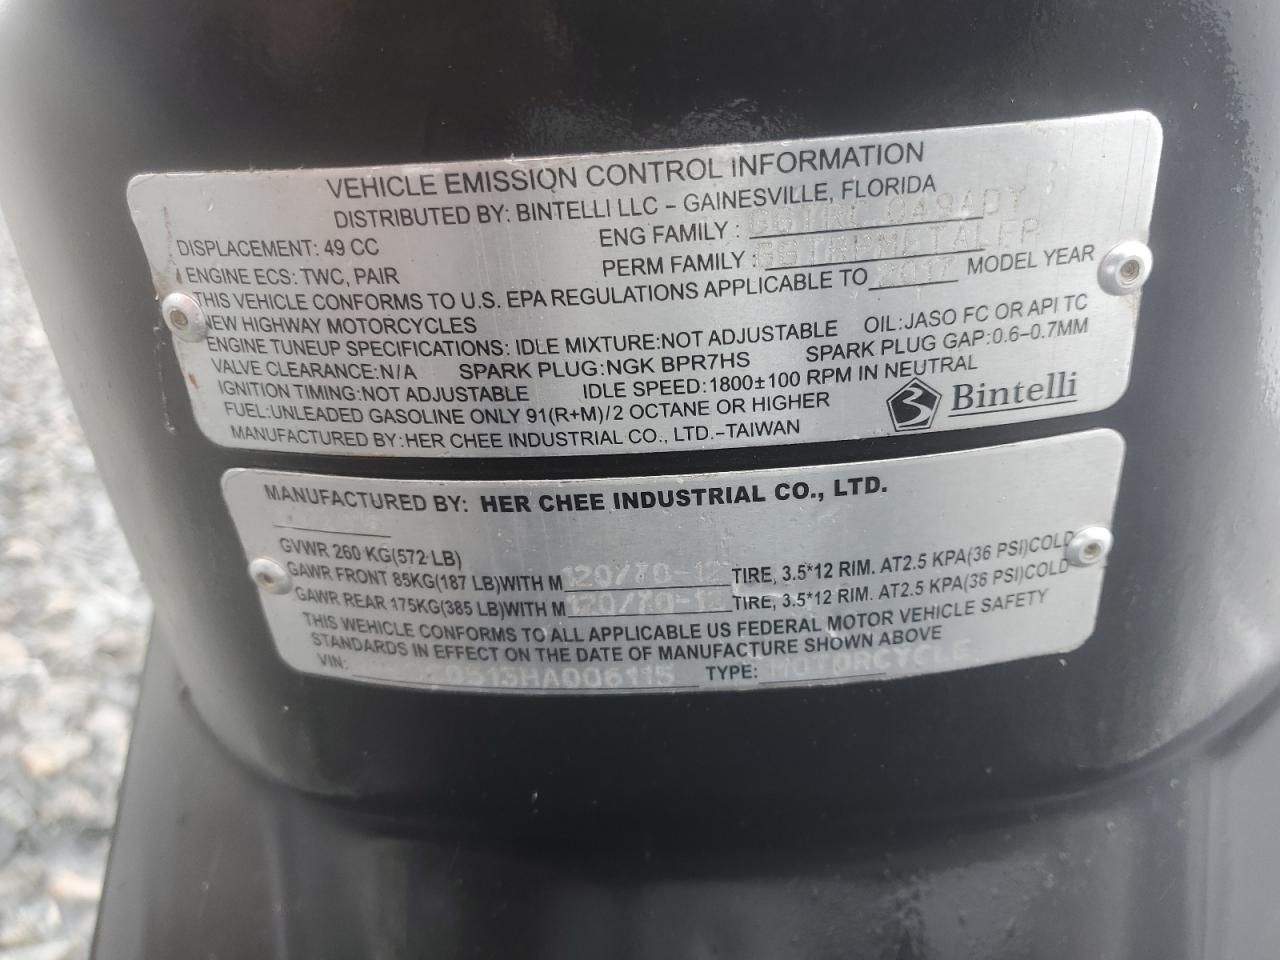 VEHICLE EMISSION CONTROL INFORMATION
DISTRIBUTED BY: BINTELLI LLC - GAINESVILLE, FLORIDA
DISPLACEMENT: 49 CC ENG FAMILY :
ENGINE ECS: TWC, PAIR PERM FAMILY :
THIS VEHICLE CONFORMS TO U.S. EPA REGULATIONS APPLICABLE TO 2017 MODEL YEAR
NEW HIGHWAY MOTORCYCLES
ENGINE TUNEUP SPECIFICATIONS: IDLE MIXTURE:NOT ADJUSTABLE OIL:JASO FC OR API TC
VALVE CLEARANCE:N/A SPARK PLUG:NGK BPR7HS SPARK PLUG GAP:0.6-0.7MM
IGNITION TIMING:NOT ADJUSTABLE IDLE SPEED:1800±100 RPM IN NEUTRAL
FUEL:UNLEADED GASOLINE ONLY 91(R+M)/2 OCTANE OR HIGHER
MANUFACTURED BY:HER CHEE INDUSTRIAL CO., LTD.-TAIWAN
Bintelli
MANUFACTURED BY: HER CHEE INDUSTRIAL CO., LTD.
GVWR 260 KG(572 LB)
GAWR FRONT 85KG(187 LB)WITH M 120/70-12 TIRE, 3.5*12 RIM. AT2.5 KPA(36 PSI)COLD
GAWR REAR 175KG(385 LB)WITH M 120/70-12 TIRE, 3.5*12 RIM. AT2.5 KPA(36 PSI)COLD
THIS WEHICLE CONFORMS TO ALL APPLICABLE US FEDERAL MOTOR VEHICLE SAFETY
STANDARDS IN EFFECT ON THE DATE OF MANUFACTURE SHOWN ABOVE
VIN: TYPE: MOTORCYCLE